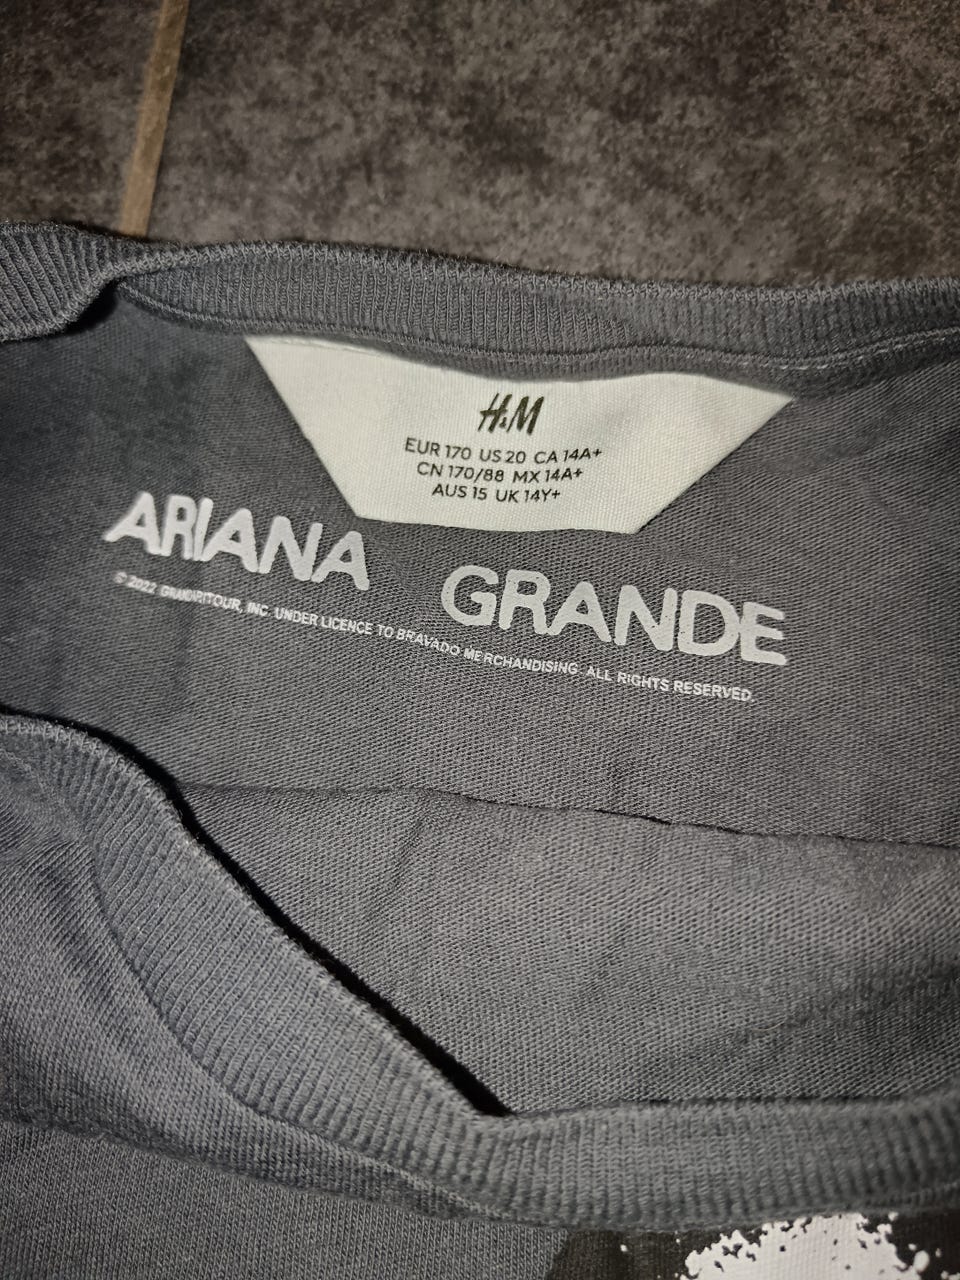 H&M
EUR 170 US 20 CA 14A+
CN 170/88 MX 14A+
AUS 15 UK 14Y+
ARIANA GRANDE
© 2022 GRANDARITOUR, INC. UNDER LICENCE TO BRAVADO MERCHANDISING. ALL RIGHTS RESERVED.